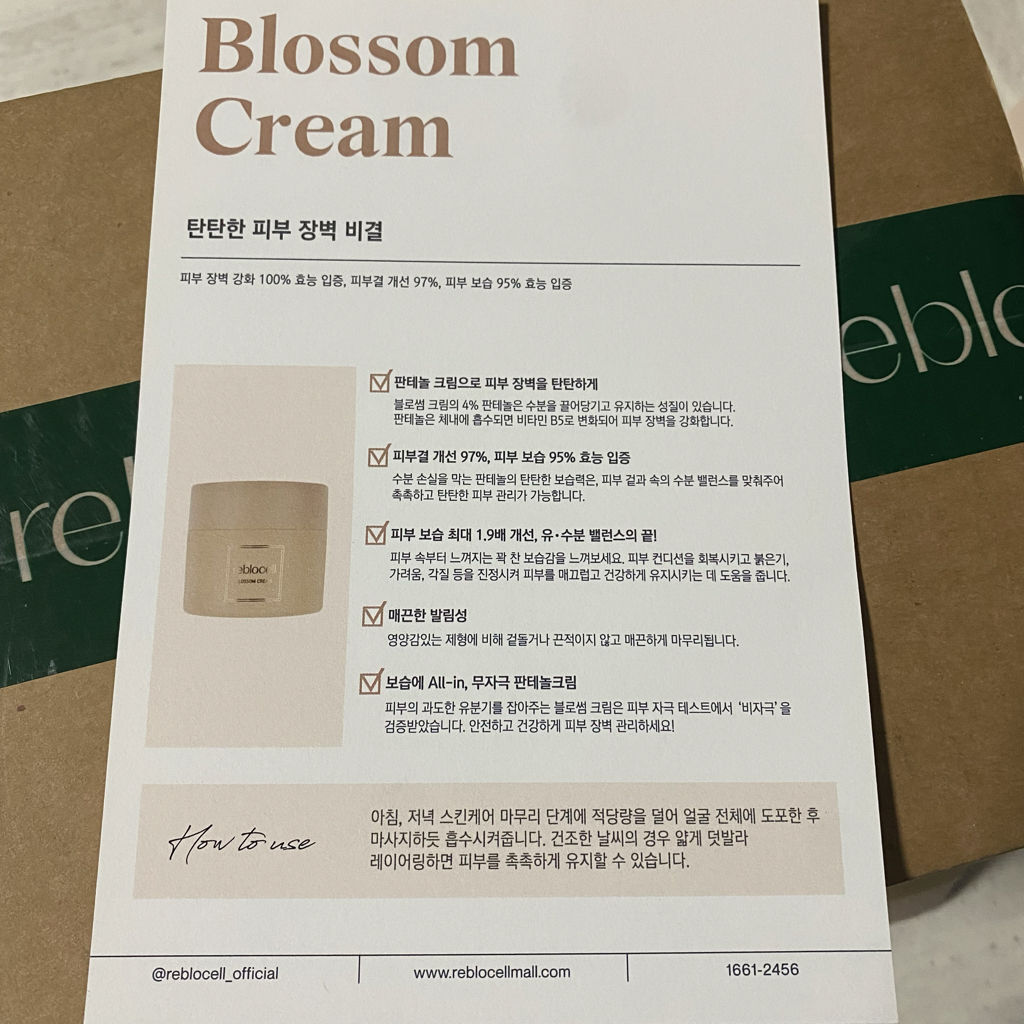 Blossom
Cream
탄탄한 피부 장벽 비결
피부 장벽 강화 100% 효능 입증, 피부결 개선 97%, 피부 보습 95% 효능 입증
판테놀 크림으로 피부 장벽을 탄탄하게
블로썸 크림의 4% 판테놀은 수분을 끌어당기고 유지하는 성질이 있습니다.
판테놀은 체내에 흡수되면 비타민 B5로 변화되어 피부 장벽을 강화합니다.
피부결 개선 97%, 피부 보습 95% 효능 입증
수분 손실을 막는 판테놀의 탄탄한 보습력은, 피부 겉과 속의 수분 밸런스를 맞춰주어
촉촉하고 탄탄한 피부 관리가 가능합니다.
피부 보습 최대 1.9배 개선, 유·수분 밸런스의 끝!
피부 속부터 느껴지는 꽉 찬 보습감을 느껴보세요. 피부 컨디션을 회복시키고 붉은기,
가려움, 각질 등을 진정시켜 피부를 매끄럽고 건강하게 유지시키는 데 도움을 줍니다.
매끈한 발림성
영양감있는 제형에 비해 겉돌거나 끈적이지 않고 매끈하게 마무리됩니다.
보습에 All-in, 무자극 판테놀크림
피부의 과도한 유분기를 잡아주는 블로썸 크림은 피부 자극 테스트에서 ‘비자극’을
검증받았습니다. 안전하고 건강하게 피부 장벽 관리하세요!
reblocell
BLOSSOM CREAM
How to use
아침, 저녁 스킨케어 마무리 단계에 적당량을 덜어 얼굴 전체에 도포한 후
마사지하듯 흡수시켜줍니다. 건조한 날씨의 경우 얇게 덧발라
레이어링하면 피부를 촉촉하게 유지할 수 있습니다.
@reblocell_official
www.reblocellmall.com
1661-2456
rebl
reblo